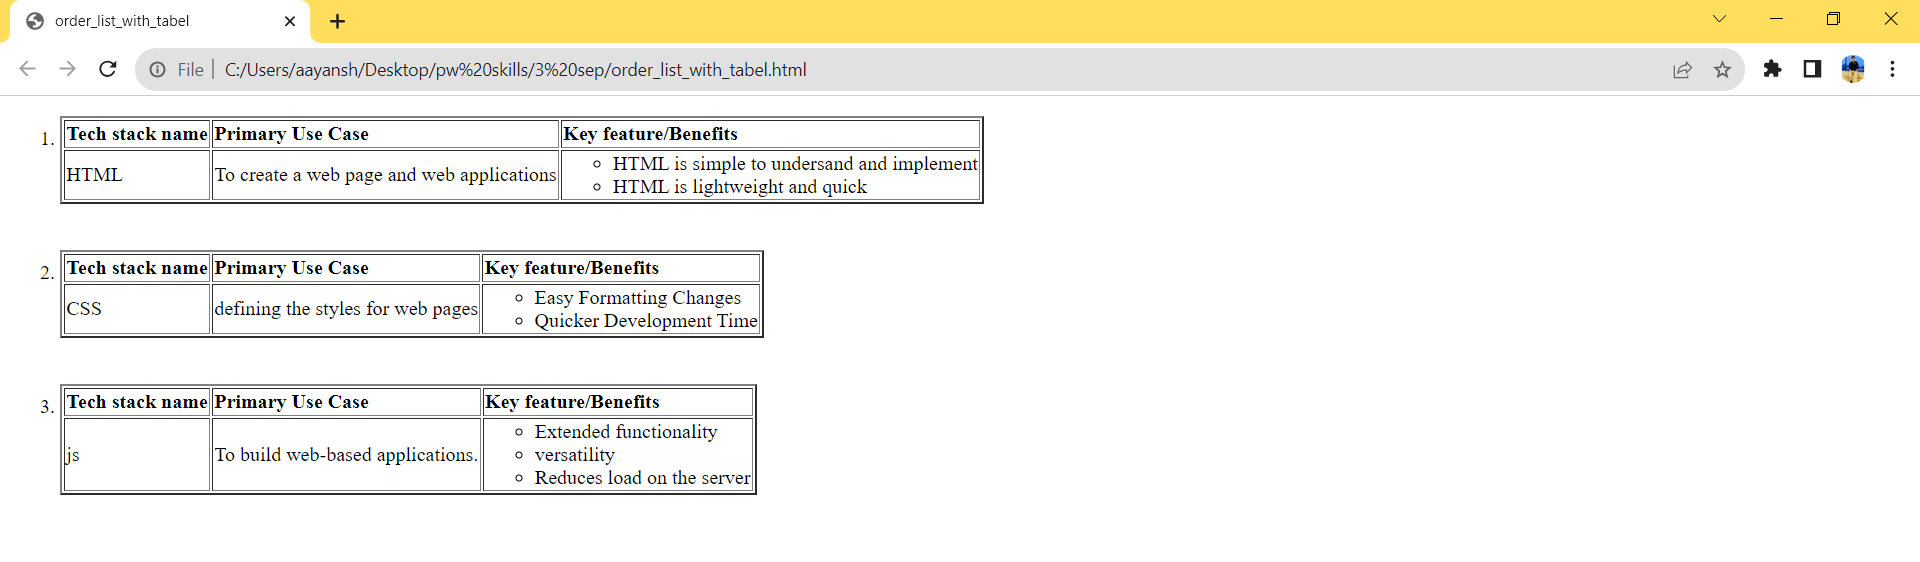 order_list_with_tabel
File | C:/Users/aayansh/Desktop/pw%20skills/3%20sep/order_list_with_tabel.html
1. Tech stack name Primary Use Case Key feature/Benefits
HTML To create a web page and web applications
HTML is simple to undersand and implement
HTML is lightweight and quick
2. Tech stack name Primary Use Case Key feature/Benefits
CSS defining the styles for web pages
Easy Formatting Changes
Quicker Development Time
3. Tech stack name Primary Use Case Key feature/Benefits
js To build web-based applications.
Extended functionality
versatility
Reduces load on the server